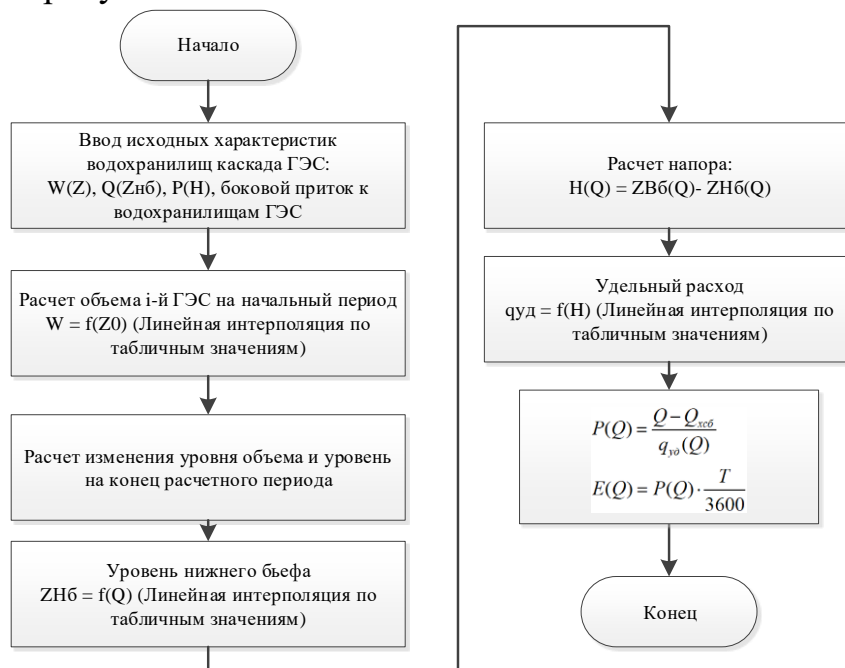 Начало
Ввод исходных характеристик
водохранилищ каскада ГЭС:
W(Z), Q(Zнб), P(H), боковой приток к
водохранилищам ГЭС
Расчет объема i-й ГЭС на начальный период
W = f(Z0) (Линейная интерполяция по
табличным значениям)
Расчет изменения уровня объема и уровень
на конец расчетного периода
Уровень нижнего бьефа
ZНб = f(Q) (Линейная интерполяция по
табличным значениям)
Расчет напора:
H(Q) = ZВб(Q)- ZНб(Q)
Удельный расход
qуд = f(H) (Линейная интерполяция по
табличным значениям)
P(Q) = (Q − Qхсб) / qуд(Q)
E(Q) = P(Q) · T / 3600
Конец